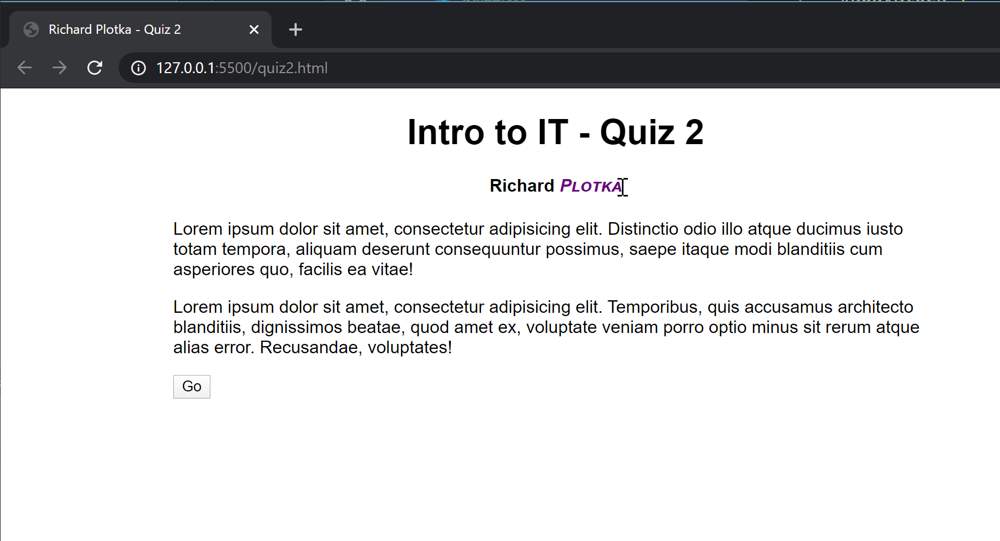 Richard Plotka - Quiz 2
127.0.0.1:5500/quiz2.html
Intro to IT - Quiz 2
Richard PLOTKA
Lorem ipsum dolor sit amet, consectetur adipisicing elit. Distinctio odio illo atque ducimus iusto
totam tempora, aliquam deserunt consequuntur possimus, saepe itaque modi blanditiis cum
asperiores quo, facilis ea vitae!
Lorem ipsum dolor sit amet, consectetur adipisicing elit. Temporibus, quis accusamus architecto
blanditiis, dignissimos beatae, quod amet ex, voluptate veniam porro optio minus sit rerum atque
alias error. Recusandae, voluptates!
Go